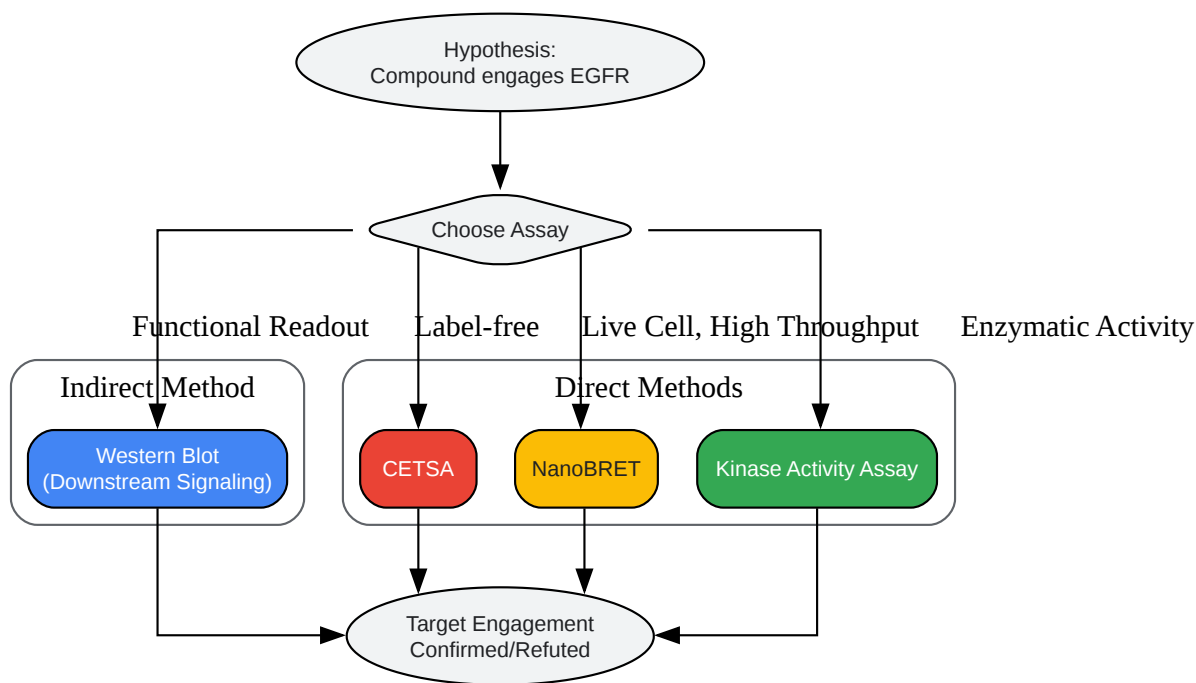 Hypothesis:
Compound engages EGFR
Choose Assay
Functional Readout
Label-free
Live Cell, High Throughput
Enzymatic Activity
Indirect Method
Direct Methods
Western Blot
(Downstream Signaling)
CETSA
NanoBRET
Kinase Activity Assay
Target Engagement
Confirmed/Refuted